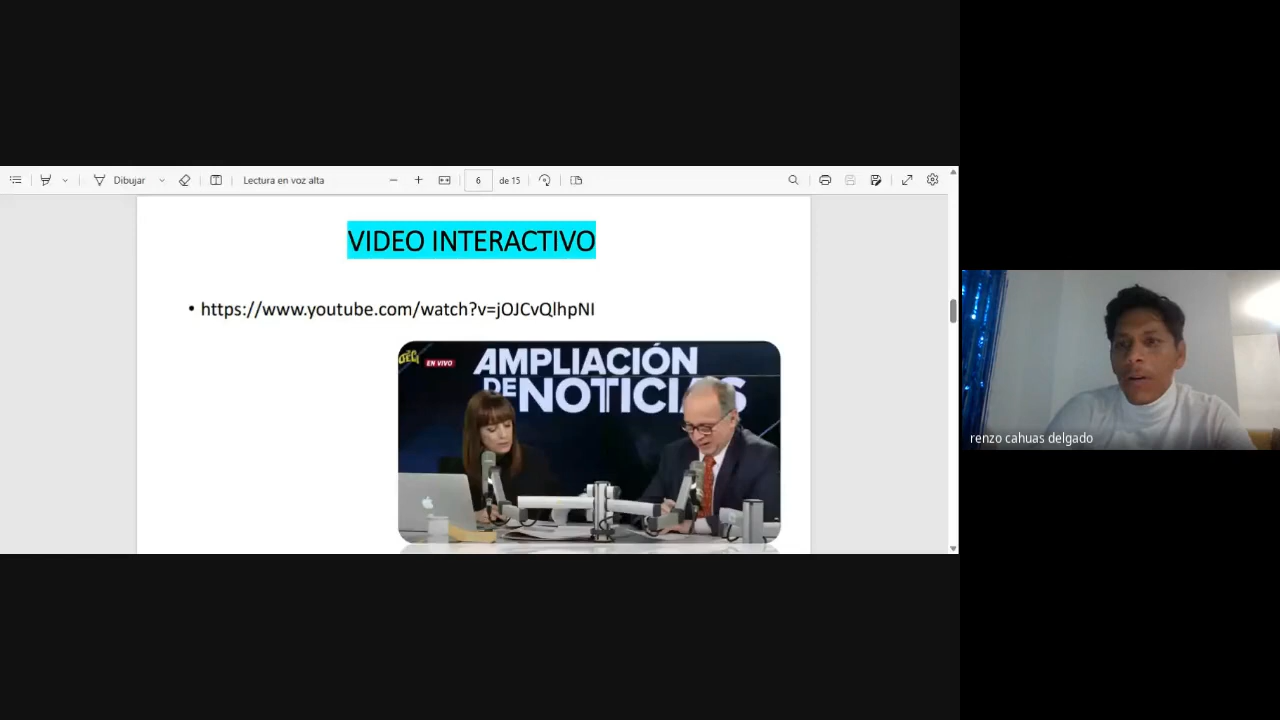 Dibujar
Lectura en voz alta
6 de 15
VIDEO INTERACTIVO
• https://www.youtube.com/watch?v=jOJCvQlhpNI
EN VIVO
AMPLIACIÓN
DE NOTICIAS
renzo cahuas delgado